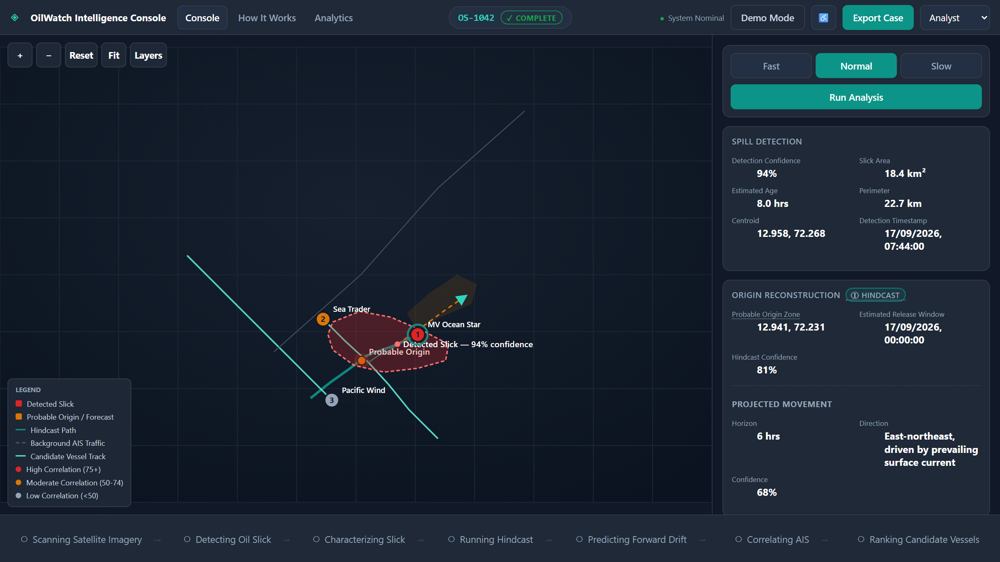 OilWatch Intelligence Console
Console
How It Works
Analytics
OS-1042 ✓ COMPLETE
System Nominal
Demo Mode
Export Case
Analyst
+
−
Reset
Fit
Layers
Sea Trader
2
MV Ocean Star
1
Detected Slick — 94% confidence
Probable Origin
Pacific Wind
3
LEGEND
Detected Slick
Probable Origin / Forecast
Hindcast Path
Background AIS Traffic
Candidate Vessel Track
High Correlation (75+)
Moderate Correlation (50-74)
Low Correlation (<50)
Fast
Normal
Slow
Run Analysis
SPILL DETECTION
Detection Confidence
94%
Slick Area
18.4 km²
Estimated Age
8.0 hrs
Perimeter
22.7 km
Centroid
12.958, 72.268
Detection Timestamp
17/09/2026,
07:44:00
ORIGIN RECONSTRUCTION
HINDCAST
Probable Origin Zone
12.941, 72.231
Estimated Release Window
17/09/2026,
00:00:00
Hindcast Confidence
81%
PROJECTED MOVEMENT
Horizon
6 hrs
Direction
East-northeast,
driven by prevailing
surface current
Confidence
68%
Scanning Satellite Imagery →
Detecting Oil Slick →
Characterizing Slick →
Running Hindcast →
Predicting Forward Drift →
Correlating AIS →
Ranking Candidate Vessels